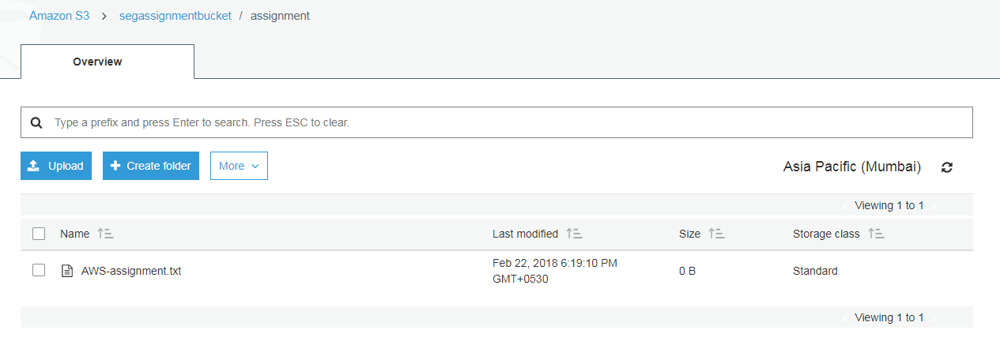 Amazon S3 > segassignmentbucket / assignment
Overview
Type a prefix and press Enter to search. Press ESC to clear.
Upload Create folder More Asia Pacific (Mumbai)
Viewing 1 to 1
Name Last modified Size Storage class
AWS-assignment.txt Feb 22, 2018 6:19:10 PM 0 B Standard
GMT+0530
Viewing 1 to 1